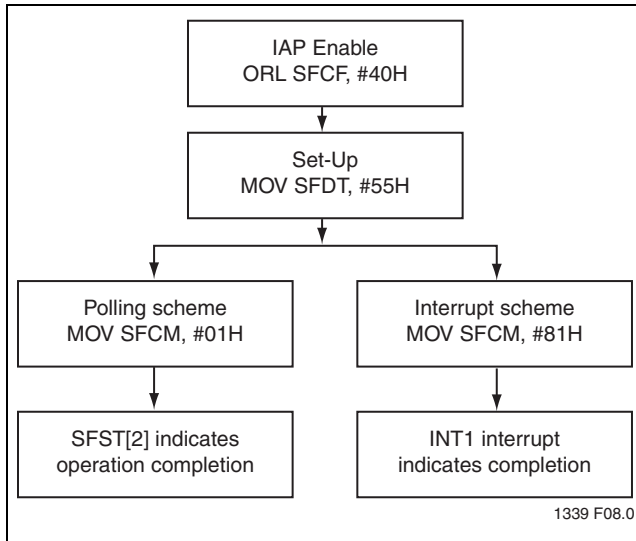 IAP Enable
ORL SFCF, #40H
Set-Up
MOV SFDT, #55H
Polling scheme
MOV SFCM, #01H
Interrupt scheme
MOV SFCM, #81H
SFST[2] indicates
operation completion
INT1 interrupt
indicates completion
1339 F08.0